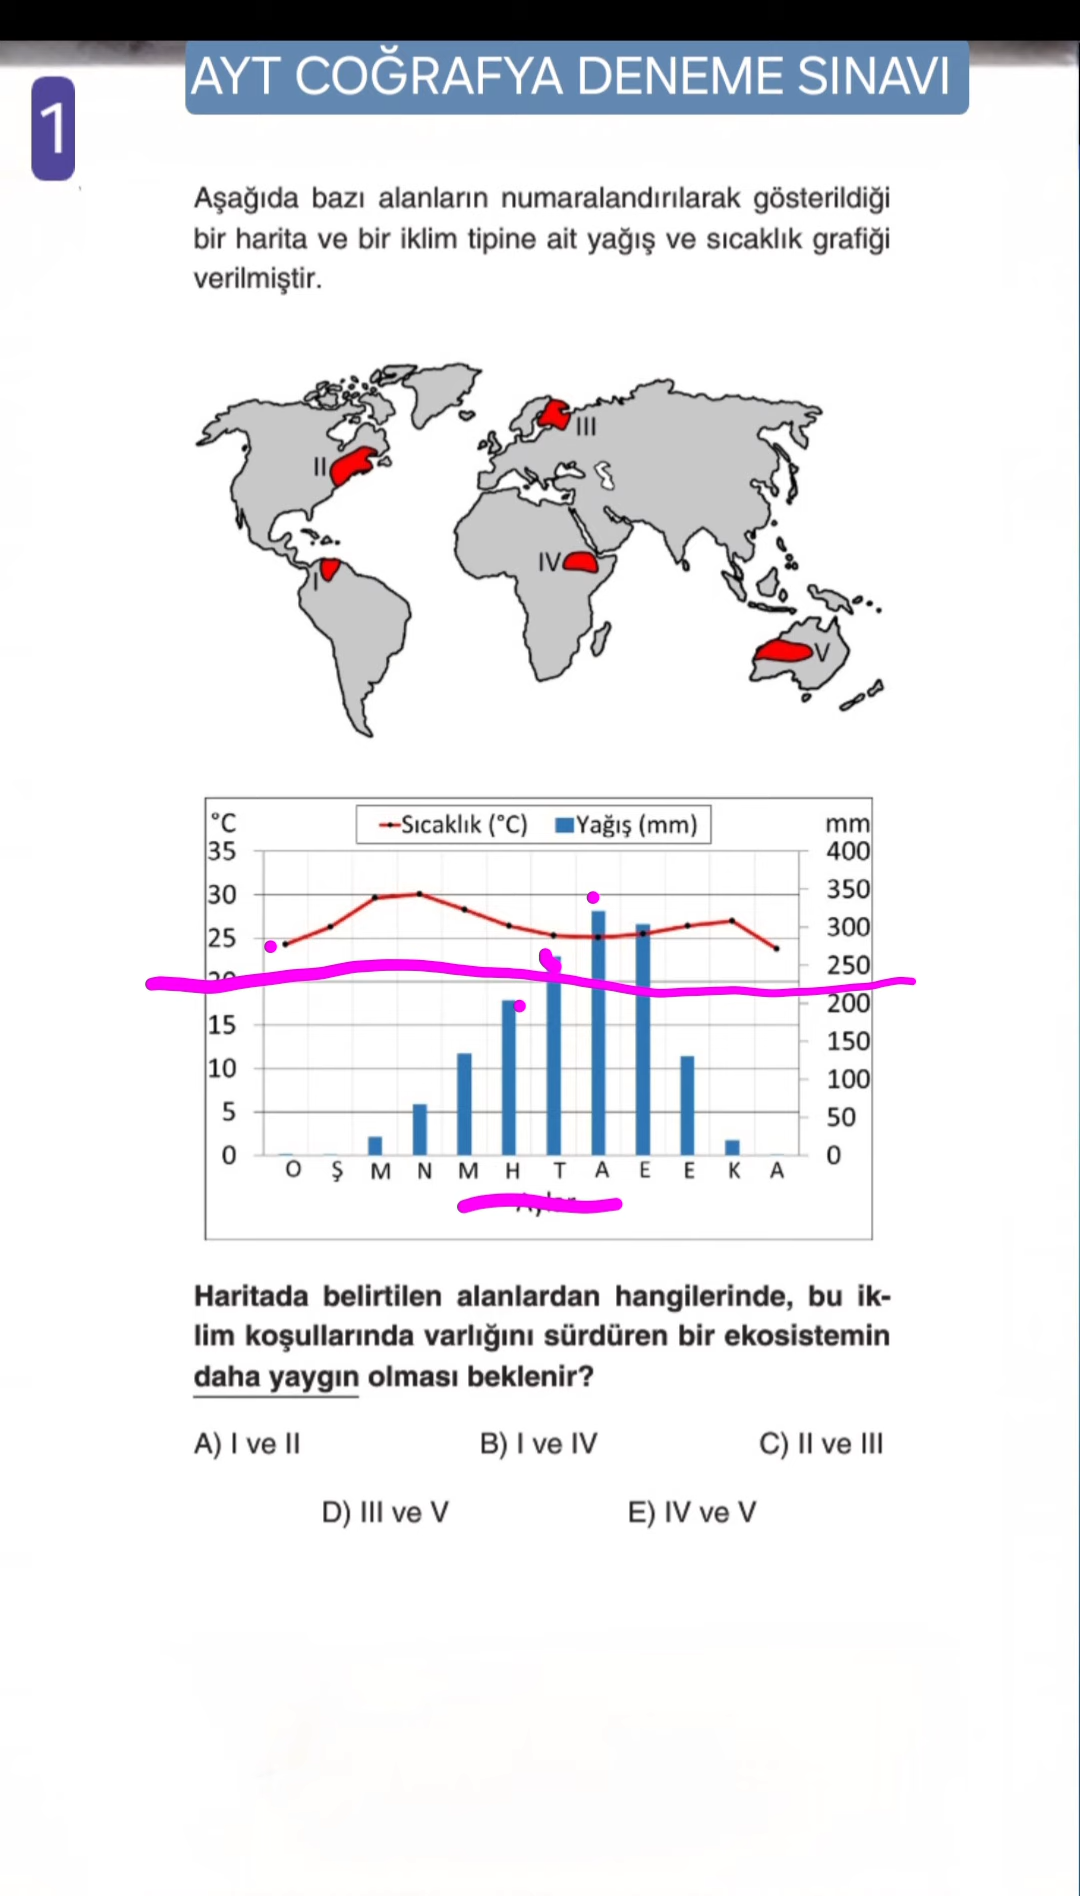 AYT COĞRAFYA DENEME SINAVI
1
Aşağıda bazı alanların numaralandırılarak gösterildiği
bir harita ve bir iklim tipine ait yağış ve sıcaklık grafiği
verilmiştir.
III
II
IV
I
V
°C
Sıcaklık (°C)
Yağış (mm)
mm
35
400
350
30
300
25
250
20
200
15
150
10
100
5
50
0
0
O Ş M N M H T A E E K A
Aylar
Haritada belirtilen alanlardan hangilerinde, bu ik-
lim koşullarında varlığını sürdüren bir ekosistemin
daha yaygın olması beklenir?
A) I ve II
B) I ve IV
C) II ve III
D) III ve V
E) IV ve V